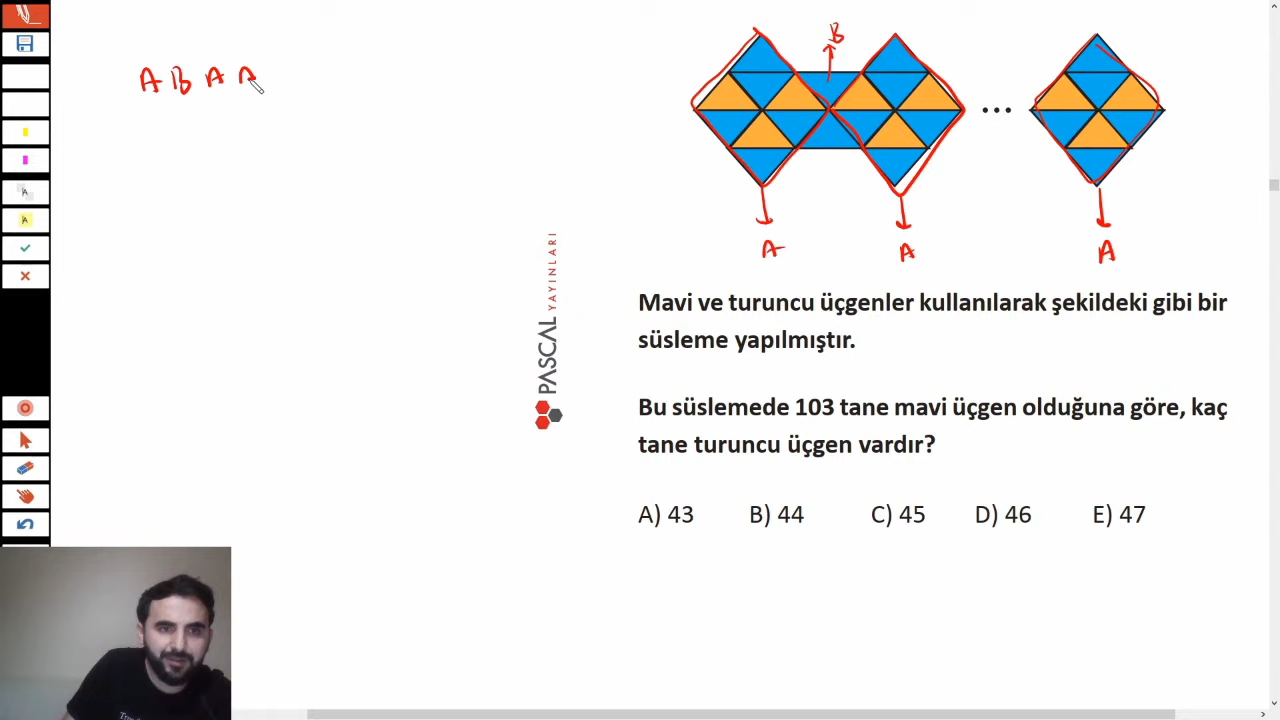 A B A A
B
A A A
PASCAL YAYINLARI
Mavi ve turuncu üçgenler kullanılarak şekildeki gibi bir
süsleme yapılmıştır.
Bu süslemede 103 tane mavi üçgen olduğuna göre, kaç
tane turuncu üçgen vardır?
A) 43 B) 44 C) 45 D) 46 E) 47